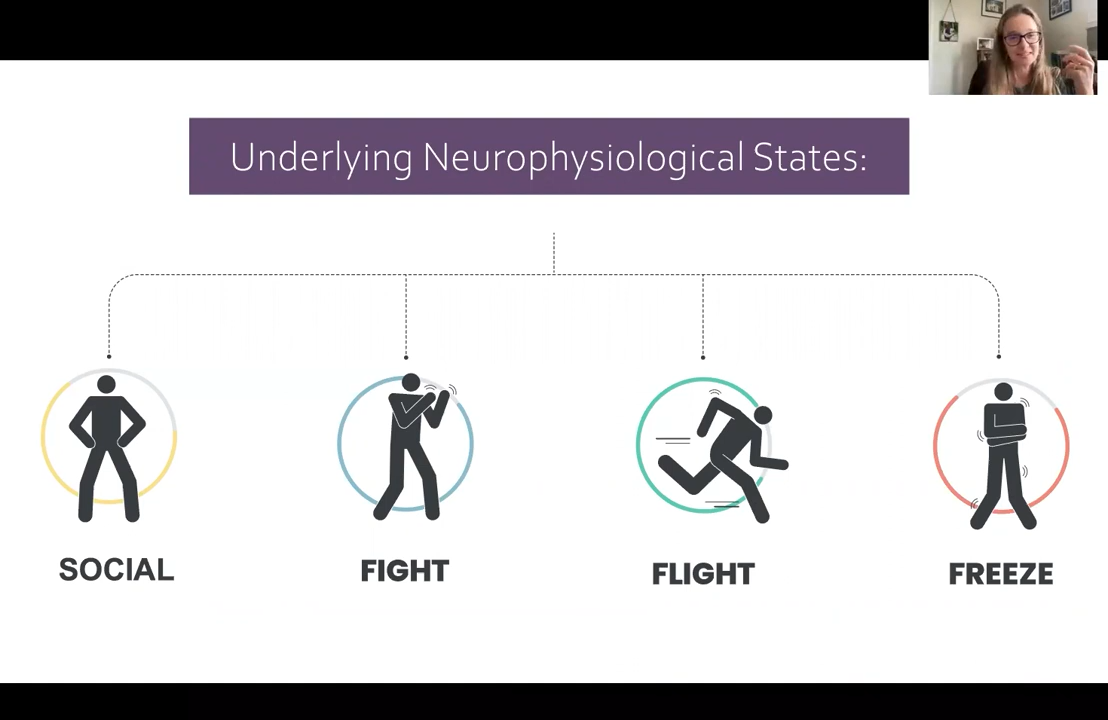 Underlying Neurophysiological States:
SOCIAL
FIGHT
FLIGHT
FREEZE